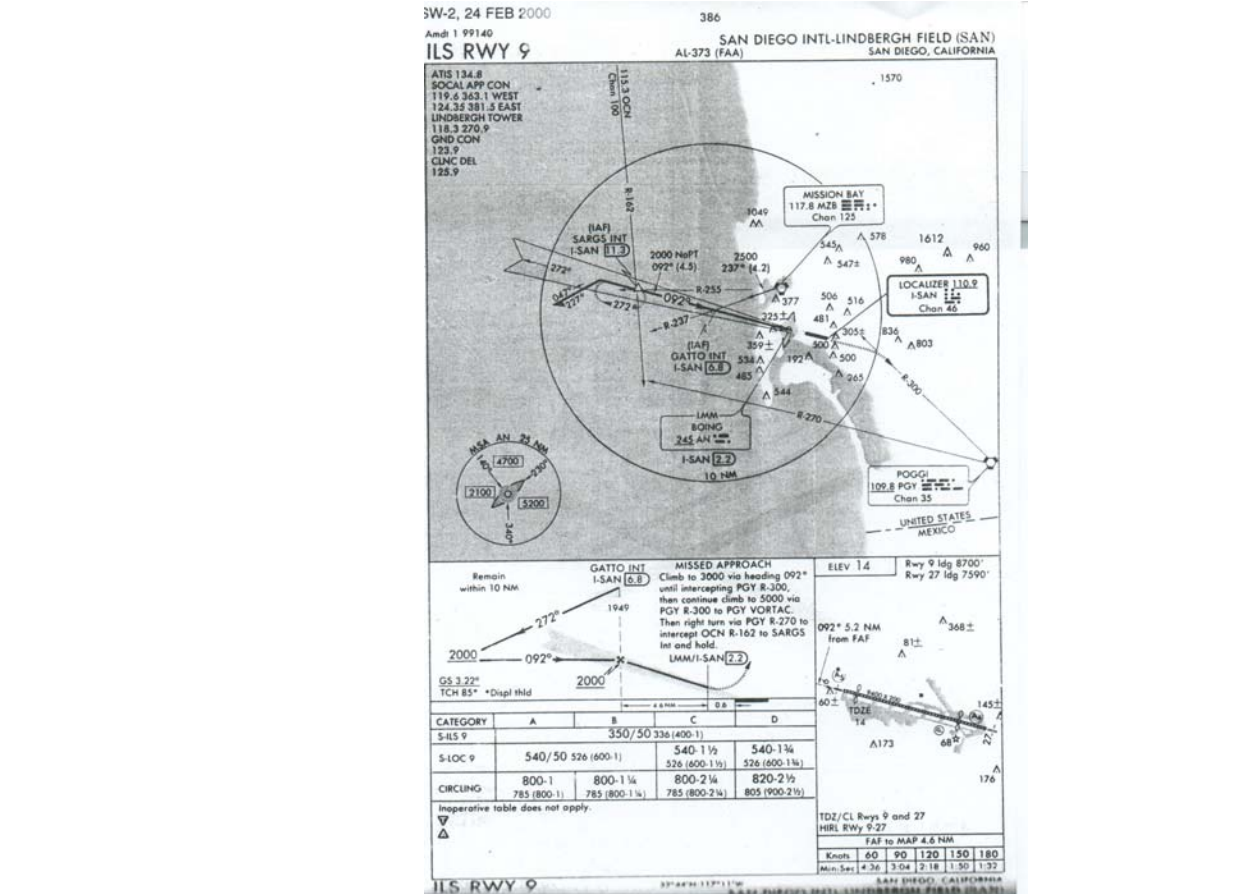 SW-2, 24 FEB 2000
386
Amdt 1 99140
ILS RWY 9
AL-373 (FAA)
SAN DIEGO INTL-LINDBERGH FIELD (SAN)
SAN DIEGO, CALIFORNIA
ATIS 134.8
SOCAL APP CON
119.6 363.1 WEST
124.35 381.5 EAST
LINDBERGH TOWER
118.3 270.9
GND CON
123.9
CLNC DEL
125.9
115.3 OCN
Chan 100
1570
R-162
MISSION BAY
117.8 MZB
Chan 125
1049
(IAF)
SARGS INT
I-SAN 11.3
2000 NoPT
092° (4.5)
2500
237° (4.2)
545
578
547±
1612
980
960
272°
047°
227°
272°
092°
R-255
R-237
377
325±
LOCALIZER 110.9
I-SAN
Chan 46
506
516
481
305±
836
803
(IAF)
GATTO INT
I-SAN 6.8
359±
534
485
192
500
500
265
544
R-300
R-270
LMM
BOING
245 AN
I-SAN 2.2
10 NM
MSA AN 25 NM
4700
230°
2100
5200
340°
POGGI
109.8 PGY
Chan 35
UNITED STATES
MEXICO
Remain
within 10 NM
GATTO INT
I-SAN 6.8
1949
272°
2000
092°
2000
GS 3.22°
TCH 85* *Displ thld
MISSED APPROACH
Climb to 3000 via heading 092°
until intercepting PGY R-300,
then continue climb to 5000 via
PGY R-300 to PGY VORTAC.
Then right turn via PGY R-270 to
intercept OCN R-162 to SARGS
Int and hold.
LMM/I-SAN 2.2
4.6 NM
0.6
ELEV 14
Rwy 9 ldg 8700'
Rwy 27 ldg 7590'
092° 5.2 NM
from FAF
368±
81±
60±
9400 X 200
TDZE
14
145±
68
27
173
176
TDZ/CL Rwys 9 and 27
HIRL RWy 9-27
FAF to MAP 4.6 NM
Knots 60 90 120 150 180
Min:Sec 4:36 3:04 2:18 1:50 1:32
CATEGORY A B C D
S-ILS 9 350/50 336 (400-1)
S-LOC 9 540/50 526 (600-1) 540-1½ 526 (600-1½) 540-1¾ 526 (600-1¾)
CIRCLING 800-1 785 (800-1) 800-1¼ 785 (800-1¼) 800-2¼ 785 (800-2¼) 820-2½ 805 (900-2½)
Inoperative table does not apply.
ILS RWY 9
SAN DIEGO, CALIFORNIA
SAN DIEGO INTL-LINDBERGH FIELD (SAN)